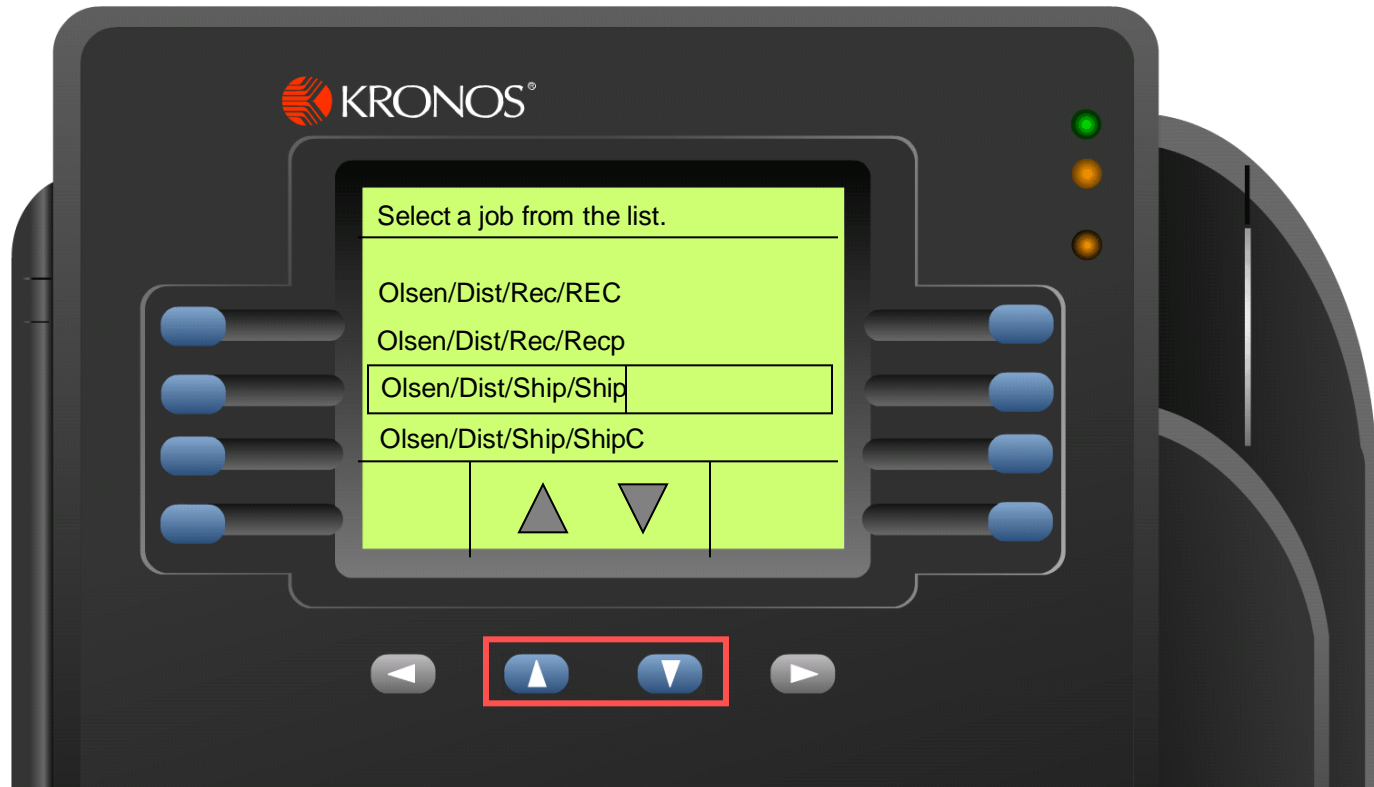 KRONOS®
Select a job from the list.
Olsen/Dist/Rec/REC
Olsen/Dist/Rec/Recp
Olsen/Dist/Ship/Ship
Olsen/Dist/Ship/ShipC